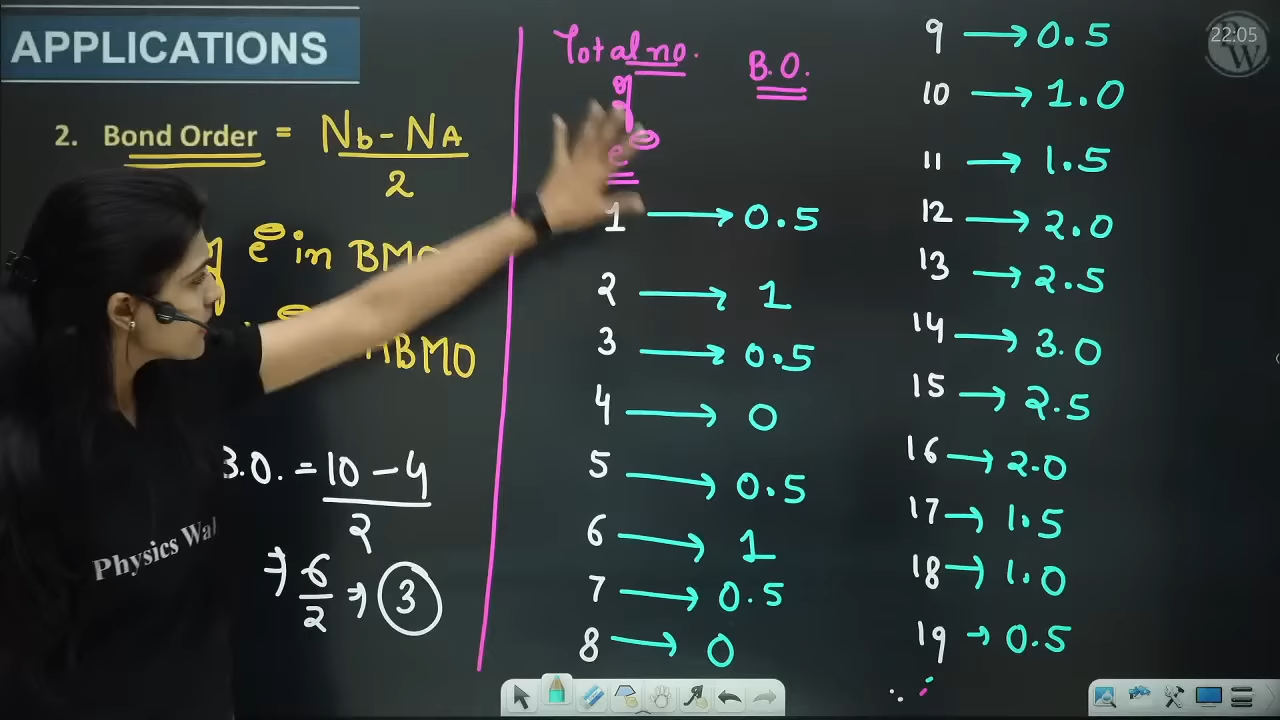 APPLICATIONS
2. Bond Order = Nb - NA
2
e⊖ in BMO
ABMO
B.O. = 10 - 4
2
⇒ 6
2
⇒ 3
Total no.
of
e⊖
B.O.
1 → 0.5
2 → 1
3 → 0.5
4 → 0
5 → 0.5
6 → 1
7 → 0.5
8 → 0
9 → 0.5
10 → 1.0
11 → 1.5
12 → 2.0
13 → 2.5
14 → 3.0
15 → 2.5
16 → 2.0
17 → 1.5
18 → 1.0
19 → 0.5
22:05
Physics Wal